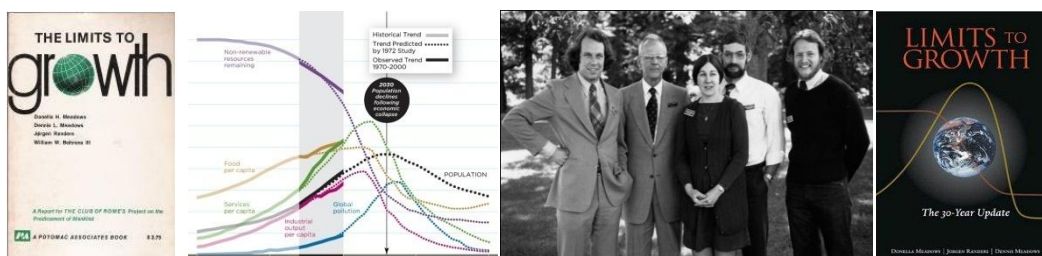 THE LIMITS TO
growth
Donella H. Meadows
Dennis L. Meadows
Jørgen Randers
William W. Behrens III
A Report for THE CLUB OF ROME'S Project on the
Predicament of Mankind
A POTOMAC ASSOCIATES BOOK
Non-renewable
resources
remaining
Historical Trend
Trend Predicted
by 1972 Study
Observed Trend
1970-2000
2030
Population
declines
following
economic
collapse
Food
per capita
Services
per capita
Industrial
output
per capita
Global
pollution
POPULATION
LIMITS TO
GROWTH
The 30-Year Update
DONELLA MEADOWS | JORGEN RANDERS | DENNIS MEADOWS